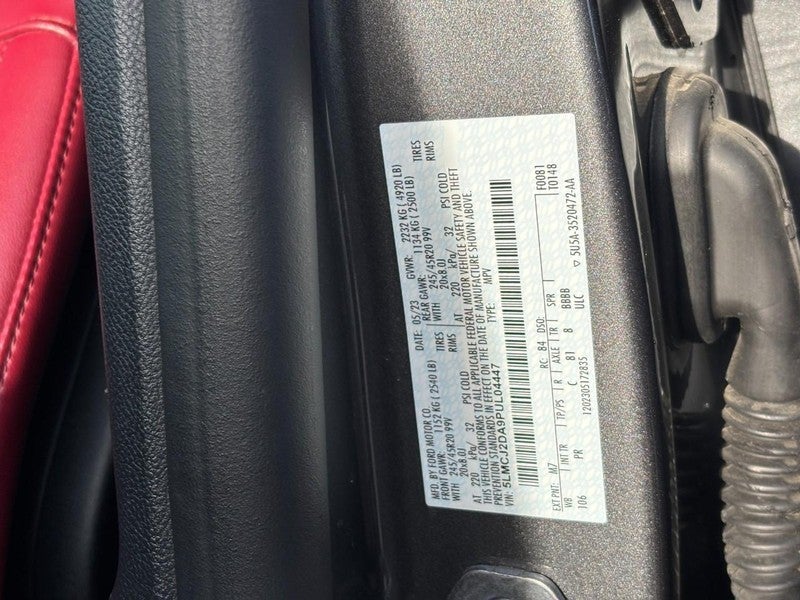 MFD. BY FORD MOTOR CO. DATE: 05/23 GVWR: 2232 KG ( 4920 LB)
FRONT GAWR: 1152 KG ( 2540 LB) REAR GAWR: 1134 KG ( 2500 LB)
WITH 245/45R20 99V TIRES WITH 245/45R20 99V TIRES
20x8.0J RIMS 20x8.0J RIMS
AT 220 kPa/ 32 PSI COLD AT 220 kPa/ 32 PSI COLD
THIS VEHICLE CONFORMS TO ALL APPLICABLE FEDERAL MOTOR VEHICLE SAFETY AND THEFT
PREVENTION STANDARDS IN EFFECT ON THE DATE OF MANUFACTURE SHOWN ABOVE.
VIN: 5LMCJ2DA9PUL04447 TYPE: MPV
F0081
T0148
EXT PNT: M7 RC: 84 DSO:
WB INT TR TP/PS R AXLE TR SPR
106 PR C 81 8 BBBB
1202305172835 ULC
▽ 5U5A-3520472-AA